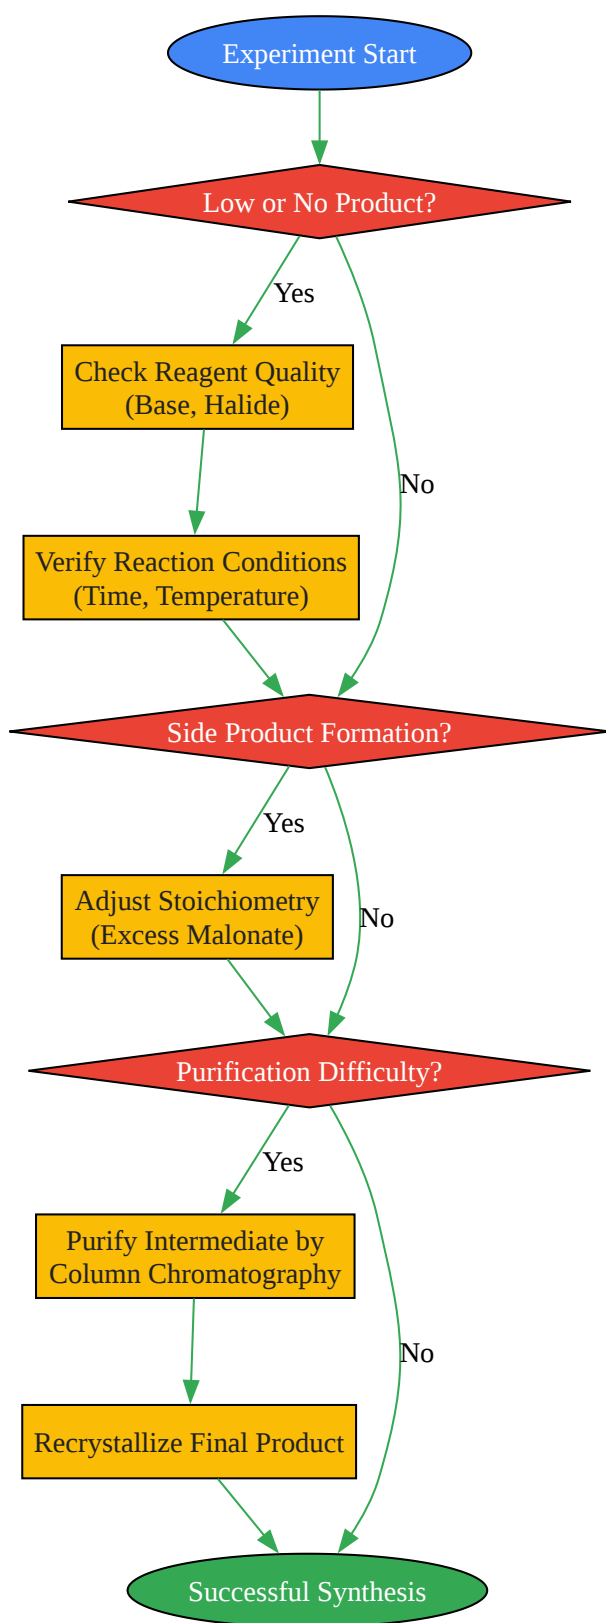 Experiment Start
Low or No Product?
Yes
Check Reagent Quality
(Base, Halide)
No
Verify Reaction Conditions
(Time, Temperature)
Side Product Formation?
Yes
Adjust Stoichiometry
(Excess Malonate)
No
Purification Difficulty?
Yes
Purify Intermediate by
Column Chromatography
No
Recrystallize Final Product
Successful Synthesis